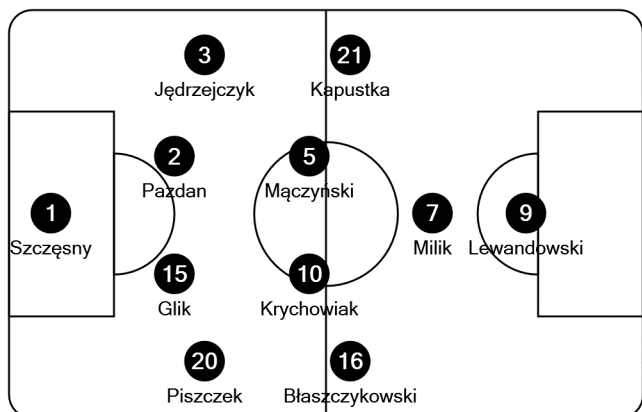 3
Jędrzejczyk
21
Kapustka
2
Pazdan
5
Mączyński
1
Szczęsny
7
Milik
9
Lewandowski
15
Glik
10
Krychowiak
20
Piszczek
16
Błaszczykowski